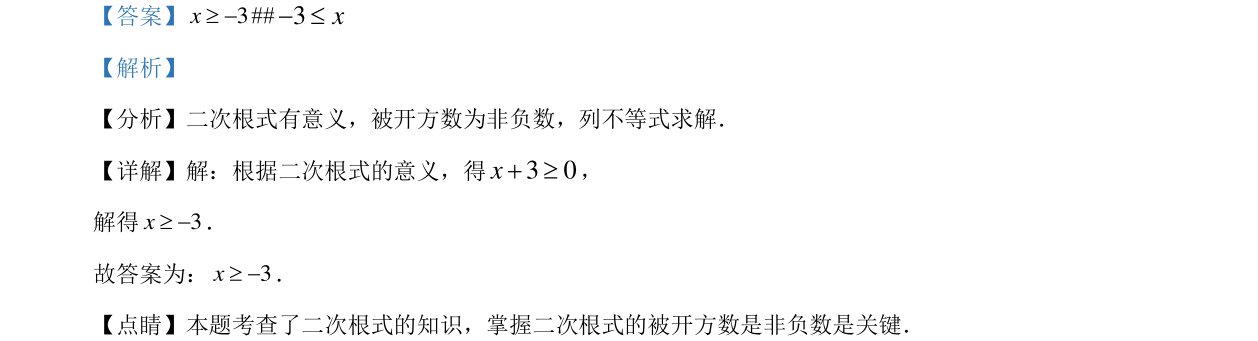 【答案】x≥−3##−3≤x
【解析】
【分析】二次根式有意义，被开方数为非负数，列不等式求解．
【详解】解：根据二次根式的意义，得x+3≥0，
解得x≥−3．
故答案为：x≥−3．
【点睛】本题考查了二次根式的知识，掌握二次根式的被开方数是非负数是关键．